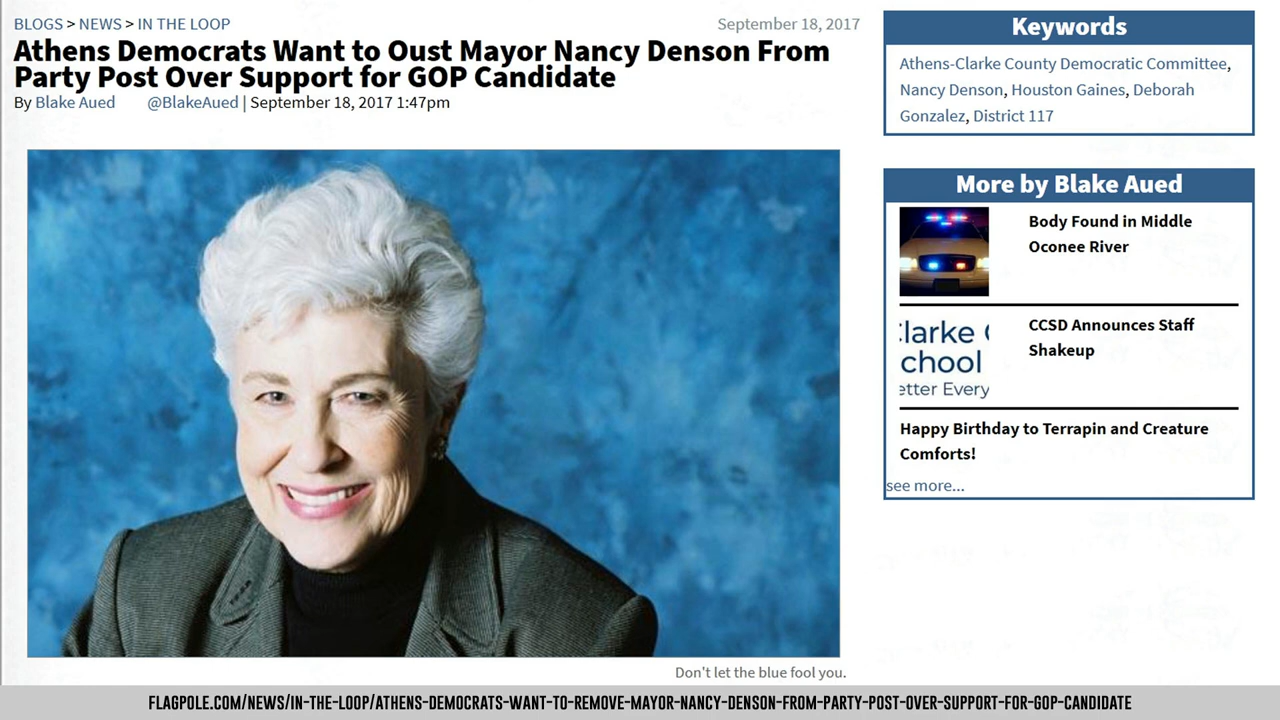 BLOGS > NEWS > IN THE LOOP
September 18, 2017
Athens Democrats Want to Oust Mayor Nancy Denson From
Party Post Over Support for GOP Candidate
By Blake Aued @BlakeAued | September 18, 2017 1:47pm
Don't let the blue fool you.
Keywords
Athens-Clarke County Democratic Committee,
Nancy Denson, Houston Gaines, Deborah
Gonzalez, District 117
More by Blake Aued
Body Found in Middle
Oconee River
larke
chool
etter Every
CCSD Announces Staff
Shakeup
Happy Birthday to Terrapin and Creature
Comforts!
see more...
FLAGPOLE.COM/NEWS/IN-THE-LOOP/ATHENS-DEMOCRATS-WANT-TO-REMOVE-MAYOR-NANCY-DENSON-FROM-PARTY-POST-OVER-SUPPORT-FOR-GOP-CANDIDATE